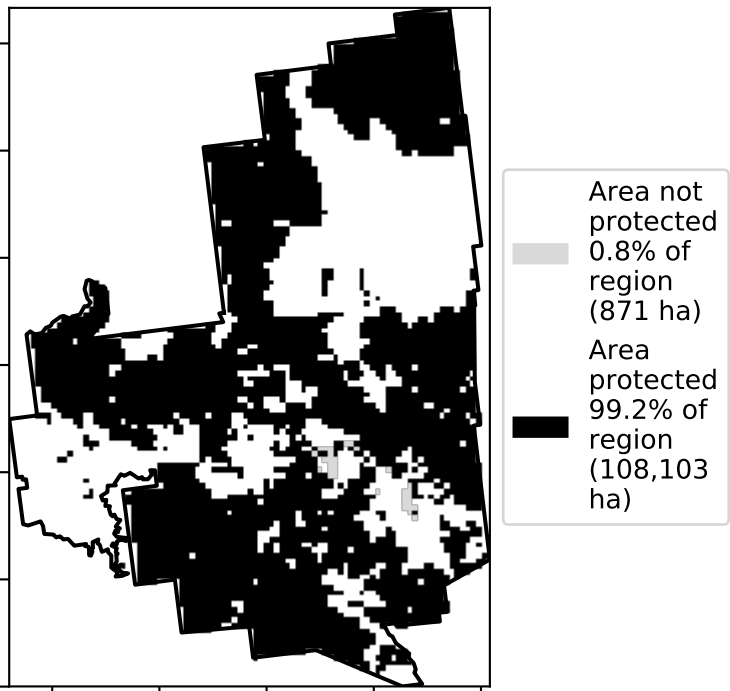 Area not
protected
0.8% of
region
(871 ha)
Area
protected
99.2% of
region
(108,103
ha)